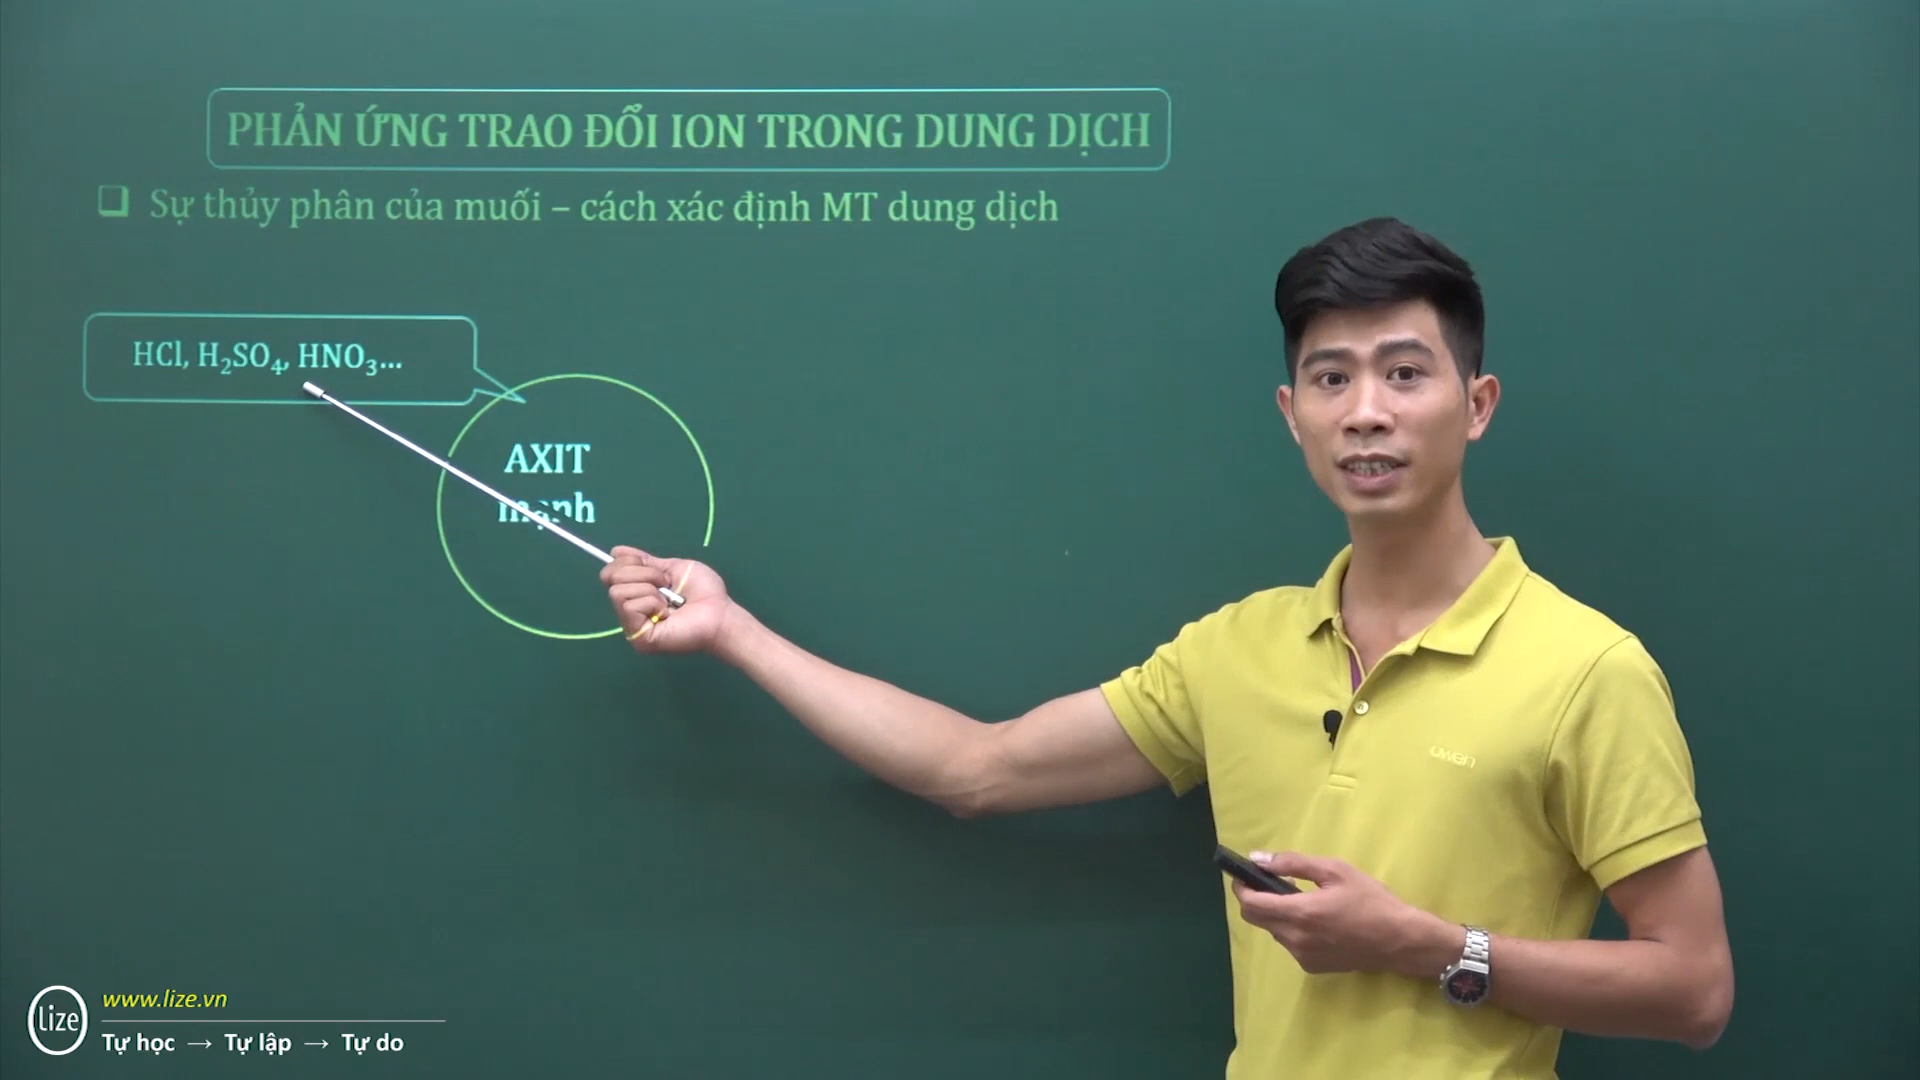 PHẢN ỨNG TRAO ĐỔI ION TRONG DUNG DỊCH
Sự thủy phân của muối – cách xác định MT dung dịch
HCl, H₂SO₄, HNO₃...
AXIT
mạnh
owen
lize
www.lize.vn
Tự học → Tự lập → Tự do